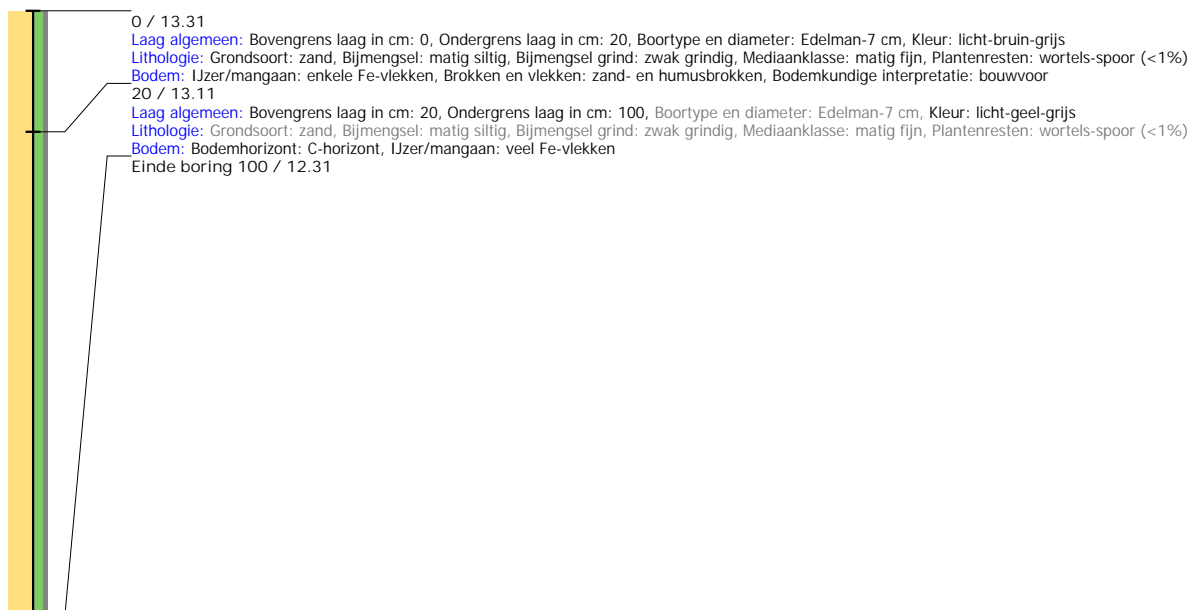 0 / 13.31
Laag algemeen: Bovengrens laag in cm: 0, Ondergrens laag in cm: 20, Boortype en diameter: Edelman-7 cm, Kleur: licht-bruin-grijs
Lithologie: Grondsoort: zand, Bijmengsel: matig siltig, Bijmengsel grind: zwak grindig, Mediaanklasse: matig fijn, Plantenresten: wortels-spoor (<1%)
Bodem: IJzer/mangaan: enkele Fe-vlekken, Brokken en vlekken: zand- en humusbrokken, Bodemkundige interpretatie: bouwvoor
20 / 13.11
Laag algemeen: Bovengrens laag in cm: 20, Ondergrens laag in cm: 100, Boortype en diameter: Edelman-7 cm, Kleur: licht-geel-grijs
Lithologie: Grondsoort: zand, Bijmengsel: matig siltig, Bijmengsel grind: zwak grindig, Mediaanklasse: matig fijn, Plantenresten: wortels-spoor (<1%)
Bodem: Bodemhorizont: C-horizont, IJzer/mangaan: veel Fe-vlekken
Einde boring 100 / 12.31